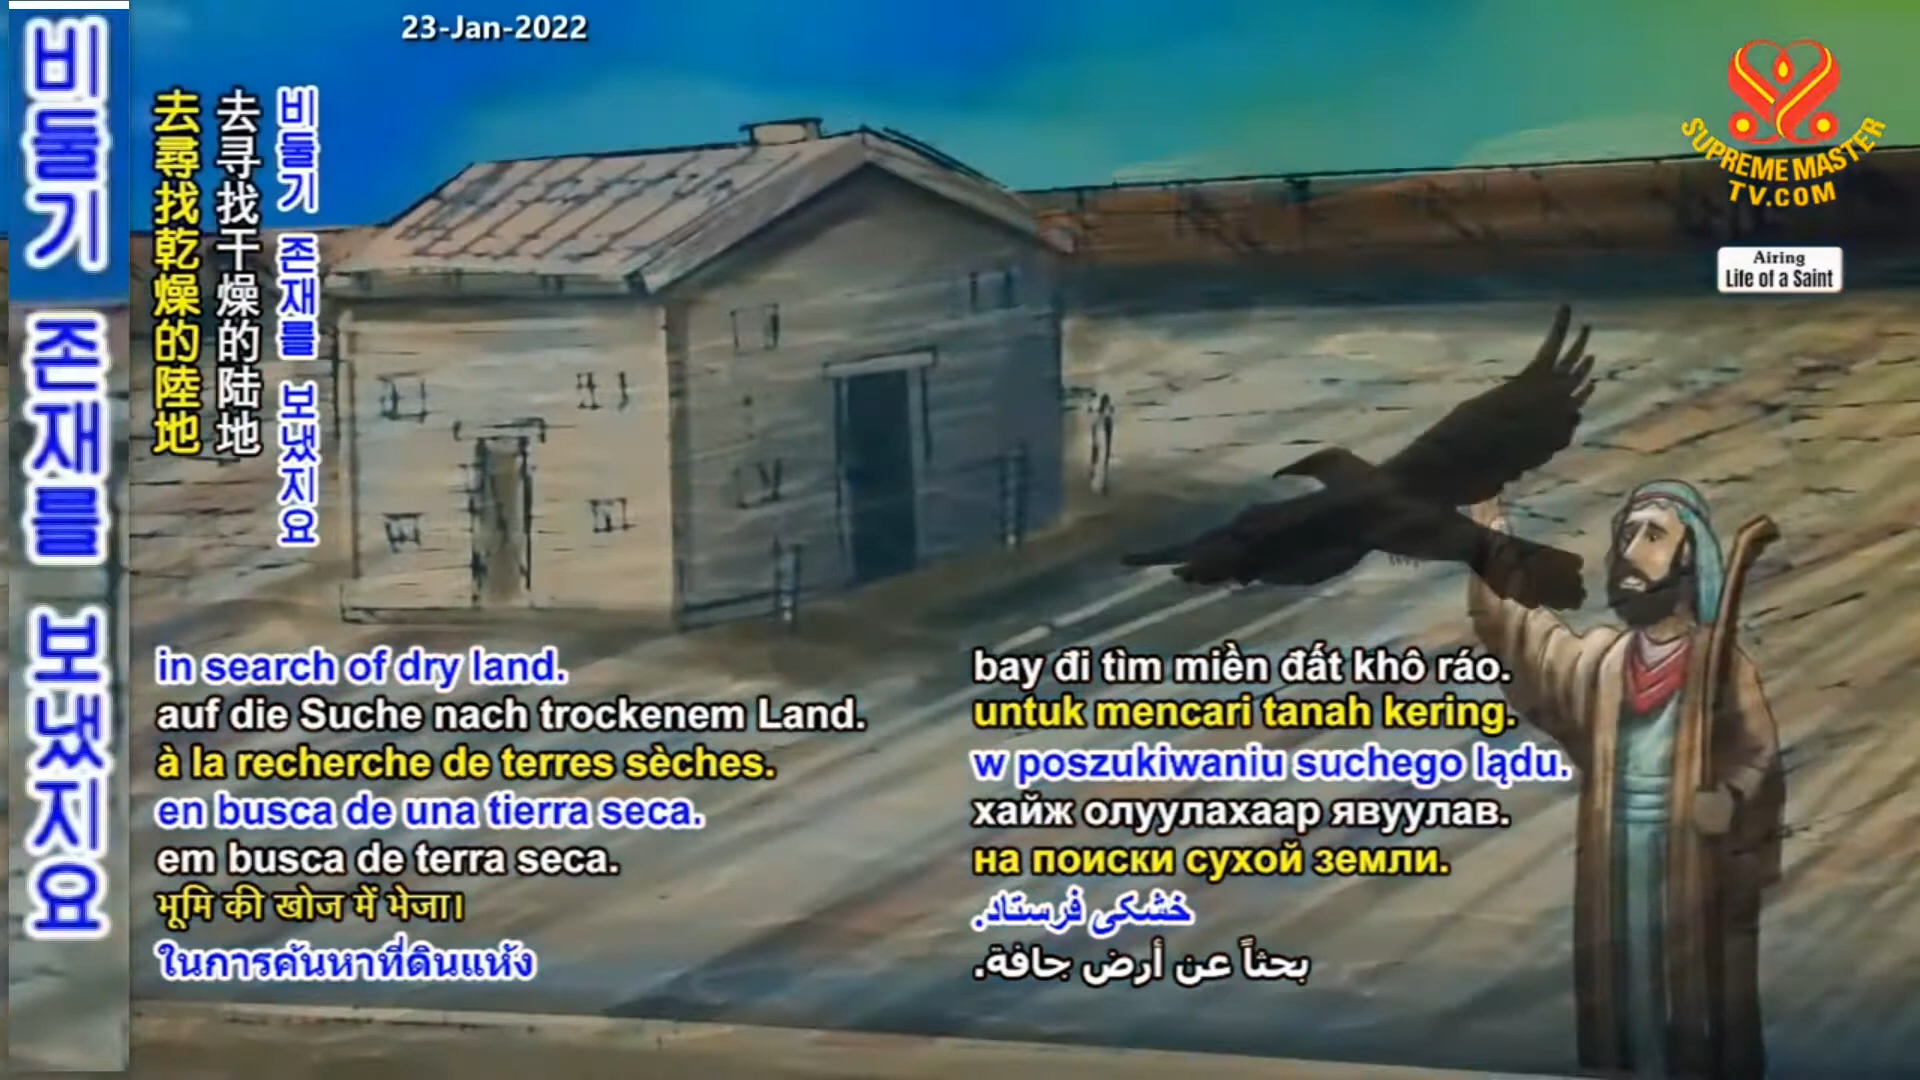 23-Jan-2022
비둘기 존재를 보냈지요
去尋找乾燥的陸地
去寻找干燥的陆地
비둘기 존재를 보냈지요
SUPREME MASTER
TV.COM
Airing
Life of a Saint
in search of dry land.
auf die Suche nach trockenem Land.
à la recherche de terres sèches.
en busca de una tierra seca.
em busca de terra seca.
भूमि की खोज में भेजा।
ในการค้นหาที่ดินแห้ง
bay đi tìm miền đất khô ráo.
untuk mencari tanah kering.
w poszukiwaniu suchego lądu.
хайж олуулахаар явуулав.
на поиски сухой земли.
خشکی فرستاد.
بحثاً عن أرض جافة.